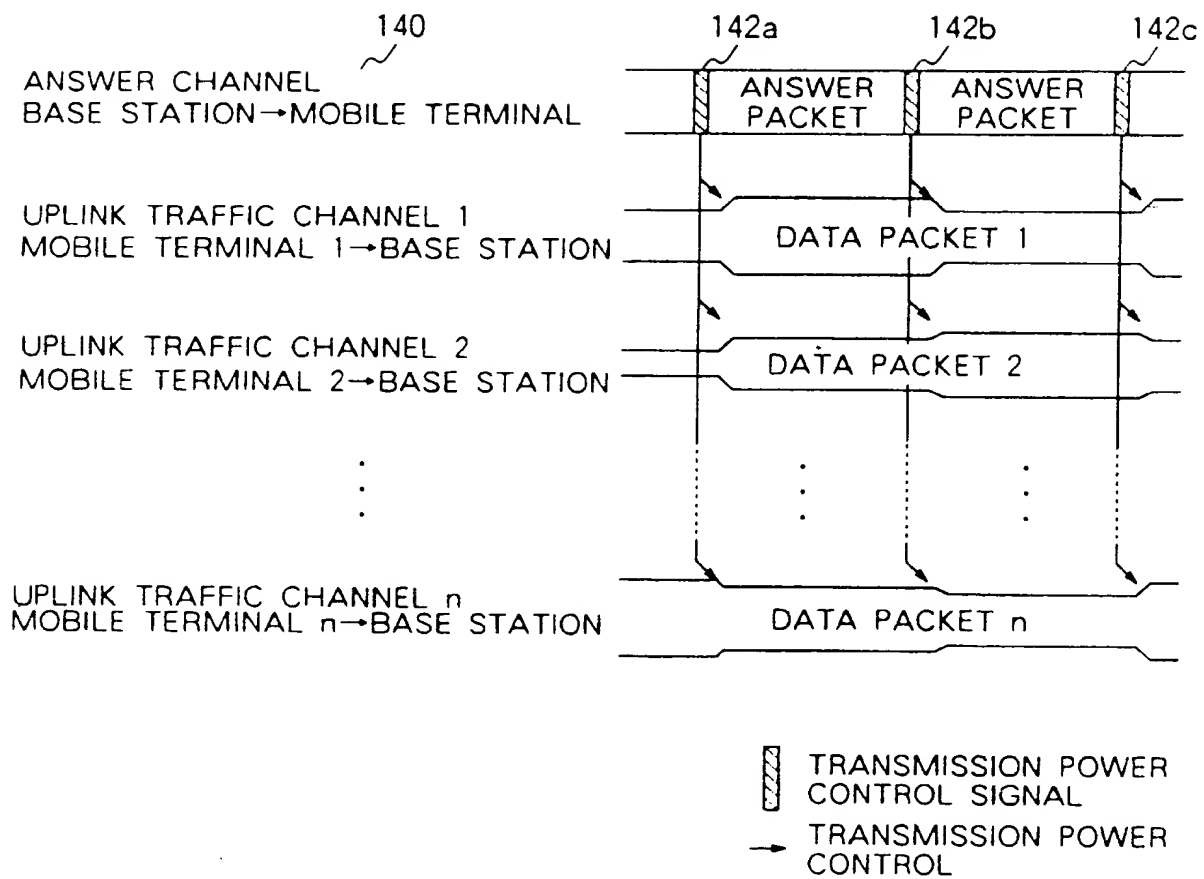 140
142a
142b
142c
ANSWER CHANNEL
BASE STATION→MOBILE TERMINAL
ANSWER PACKET
ANSWER PACKET
UPLINK TRAFFIC CHANNEL 1
MOBILE TERMINAL 1→BASE STATION
DATA PACKET 1
UPLINK TRAFFIC CHANNEL 2
MOBILE TERMINAL 2→BASE STATION
DATA PACKET 2
UPLINK TRAFFIC CHANNEL n
MOBILE TERMINAL n→BASE STATION
DATA PACKET n
TRANSMISSION POWER
CONTROL SIGNAL
TRANSMISSION POWER
CONTROL